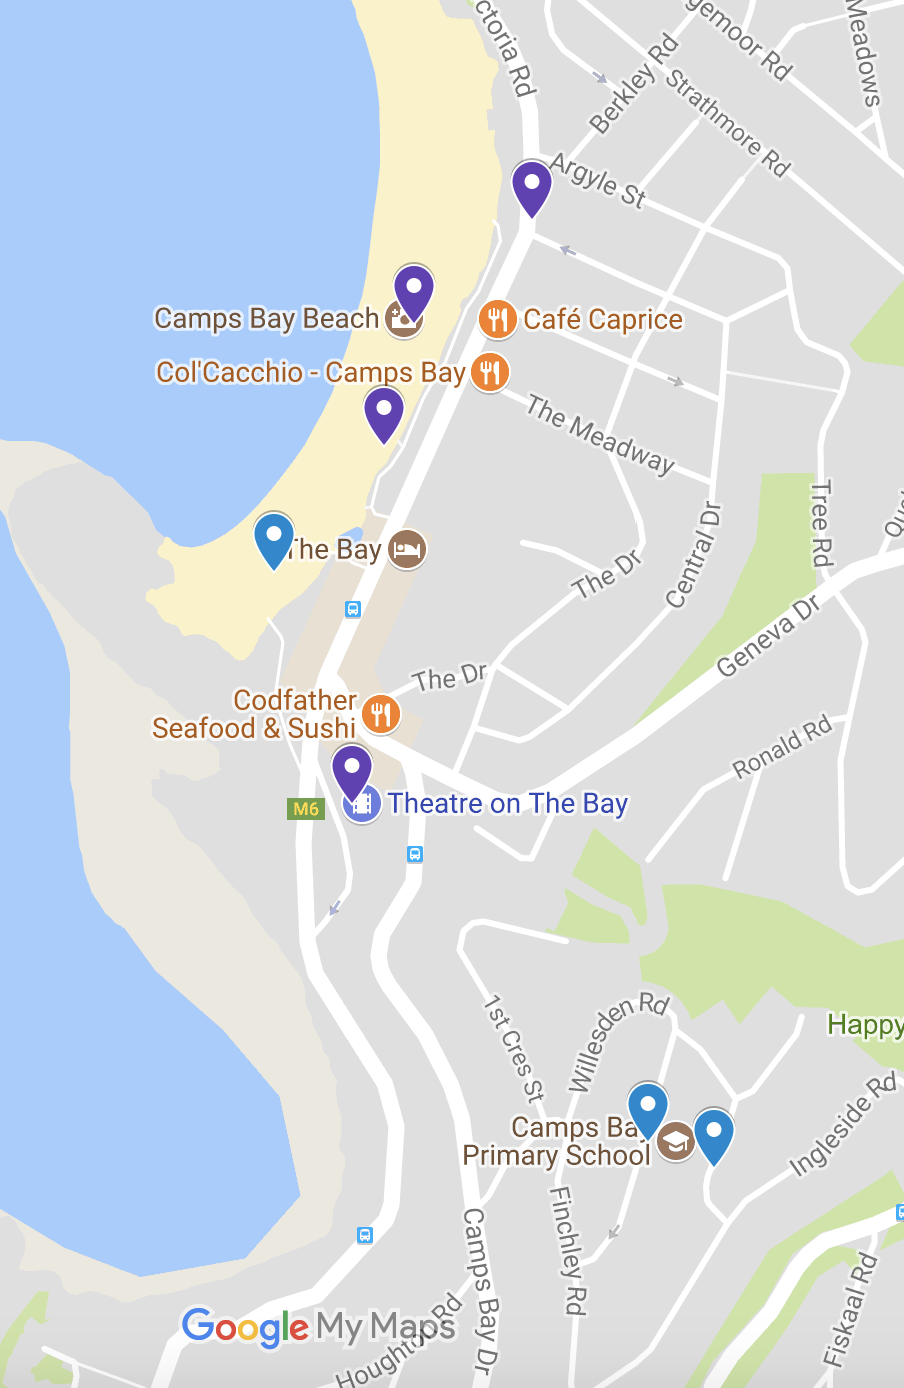 ctoria Rd
gemoor Rd
Meadows
Berkley Rd
Strathmore Rd
Argyle St
Camps Bay Beach
Café Caprice
Col'Cacchio - Camps Bay
The Meadway
Tree Rd
The Bay
Central Dr
The Dr
Geneva Dr
The Dr
Codfather
Seafood & Sushi
Ronald Rd
M6
Theatre on The Bay
1st Cres St
Willesden Rd
Happy
Ingleside Rd
Camps Bay
Primary School
Finchley Rd
Camps Bay Dr
Fiskaal Rd
Google My Maps
Houghton Rd